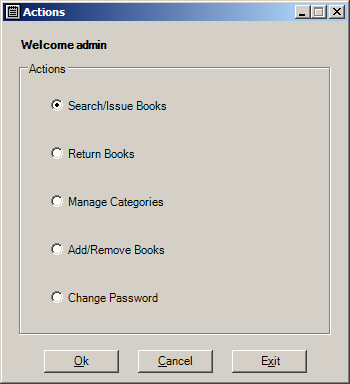 Actions
Welcome admin
Actions
Search/Issue Books
Return Books
Manage Categories
Add/Remove Books
Change Password
Ok
Cancel
Exit